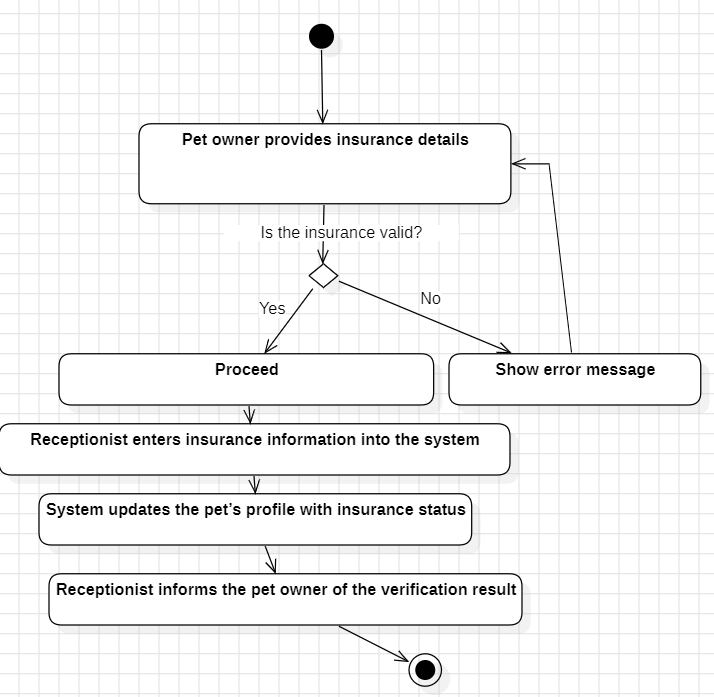 Pet owner provides insurance details
Is the insurance valid?
Yes
No
Proceed
Show error message
Receptionist enters insurance information into the system
System updates the pet’s profile with insurance status
Receptionist informs the pet owner of the verification result